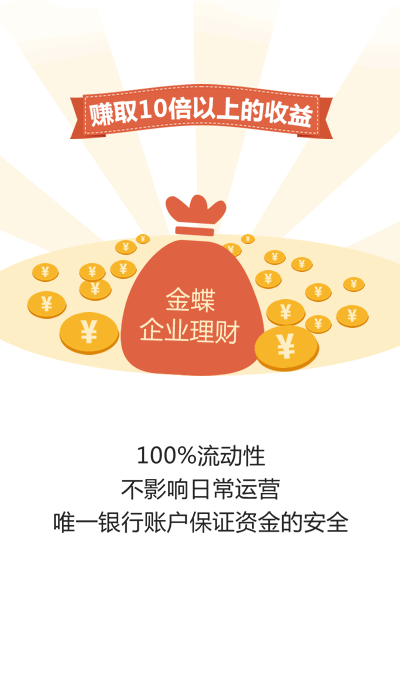 赚取10倍以上的收益
¥ ¥
¥ ¥ ¥ ¥ ¥ ¥
¥ ¥ ¥
¥ ¥ ¥ ¥
¥ ¥
金蝶
企业理财
100%流动性
不影响日常运营
唯一银行账户保证资金的安全